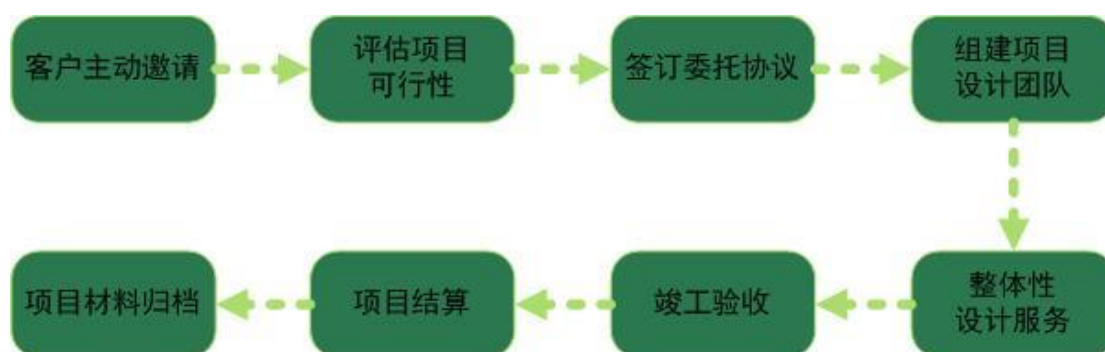 客户主动邀请
评估项目
可行性
签订委托协议
组建项目
设计团队
整体性
设计服务
竣工验收
项目结算
项目材料归档